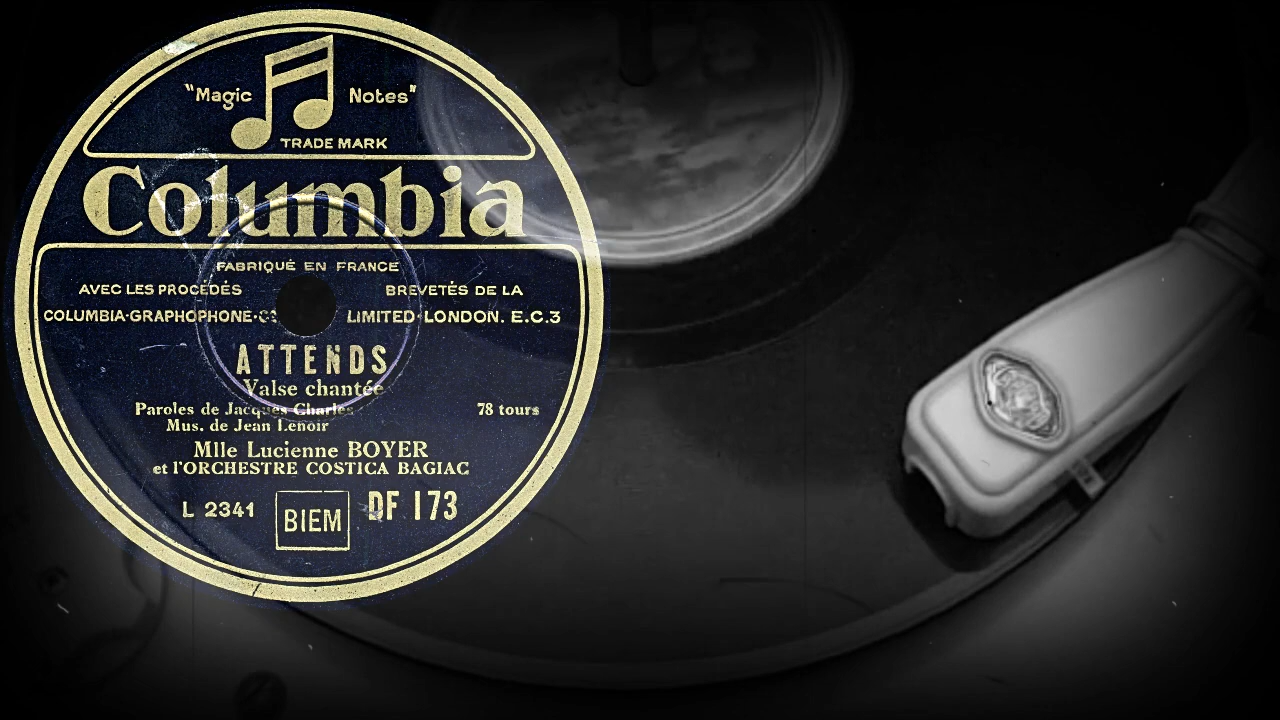 "Magic Notes"
TRADE MARK
Columbia
FABRIQUÉ EN FRANCE
AVEC LES PROCÉDÉS BREVETÉS DE LA
COLUMBIA·GRAPHOPHONE· LIMITED·LONDON. E.C.3
ATTENDS
Valse chantée
Paroles de Jacques Charles 78 tours
Mus. de Jean Lenoir
Mlle Lucienne BOYER
et l'ORCHESTRE COSTICA BAGIAC
L 2341 BIEM DF 173